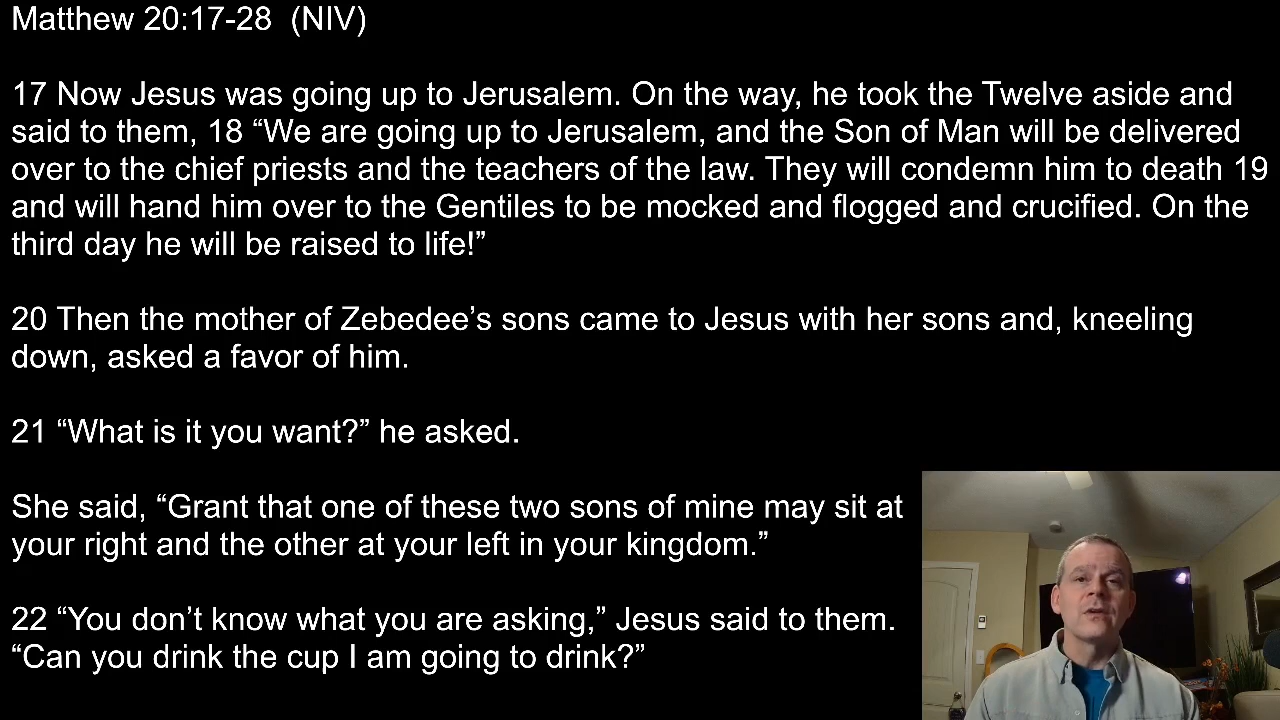 Matthew 20:17-28  (NIV)
17 Now Jesus was going up to Jerusalem. On the way, he took the Twelve aside and
said to them, 18 “We are going up to Jerusalem, and the Son of Man will be delivered
over to the chief priests and the teachers of the law. They will condemn him to death 19
and will hand him over to the Gentiles to be mocked and flogged and crucified. On the
third day he will be raised to life!”
20 Then the mother of Zebedee’s sons came to Jesus with her sons and, kneeling
down, asked a favor of him.
21 “What is it you want?” he asked.
She said, “Grant that one of these two sons of mine may sit at
your right and the other at your left in your kingdom.”
22 “You don’t know what you are asking,” Jesus said to them.
“Can you drink the cup I am going to drink?”